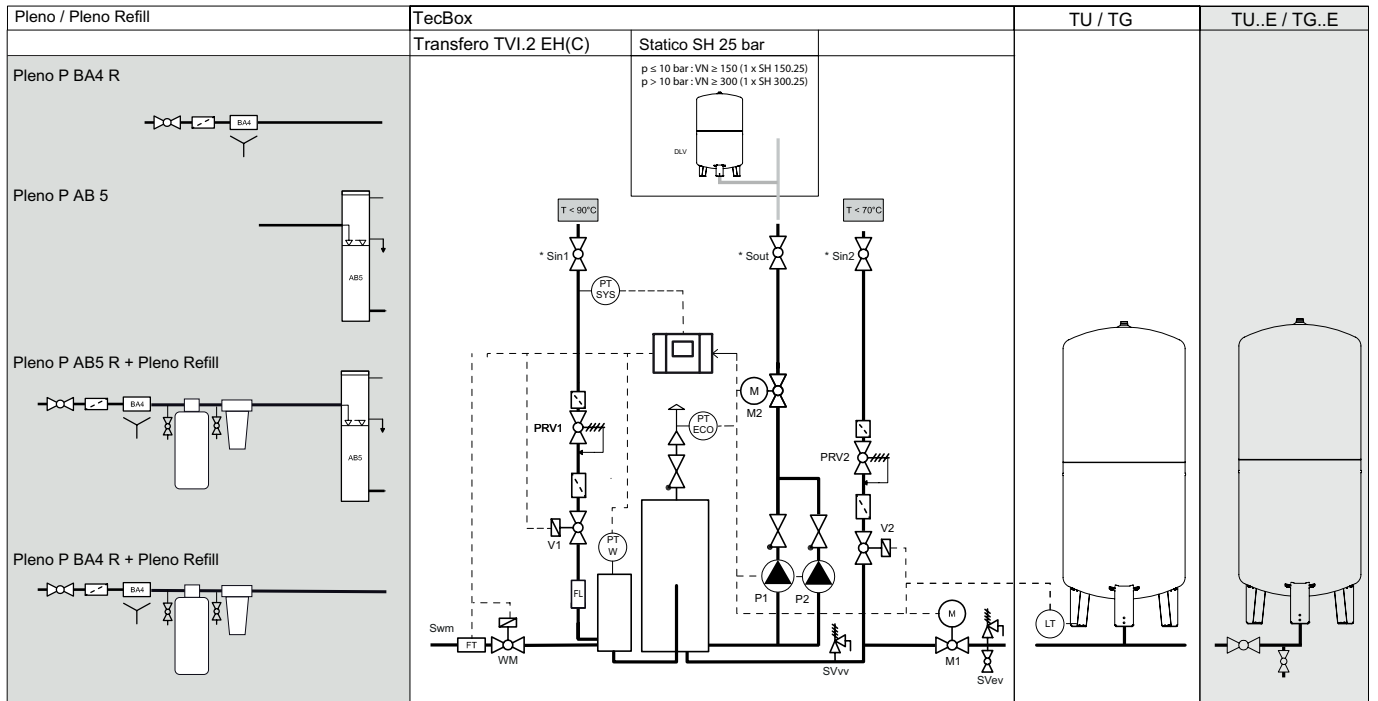 Pleno / Pleno Refill
TecBox
TU / TG
TU..E / TG..E
Transfero TVI.2 EH(C)
Statico SH 25 bar
p ≤ 10 bar : VN ≥ 150 (1 x SH 150.25)
p > 10 bar : VN ≥ 300 (1 x SH 300.25)
DLV
Pleno P BA4 R
BA4
Pleno P AB 5
AB5
Pleno P AB5 R + Pleno Refill
BA4
AB5
Pleno P BA4 R + Pleno Refill
BA4
T < 90°C
T < 70°C
* Sin1
* Sout
* Sin2
PT
SYS
M
M2
PRV1
PT
ECO
PRV2
V1
PT
W
V2
FL
P1
P2
Swm
FT
WM
SVvv
M
M1
SVev
LT